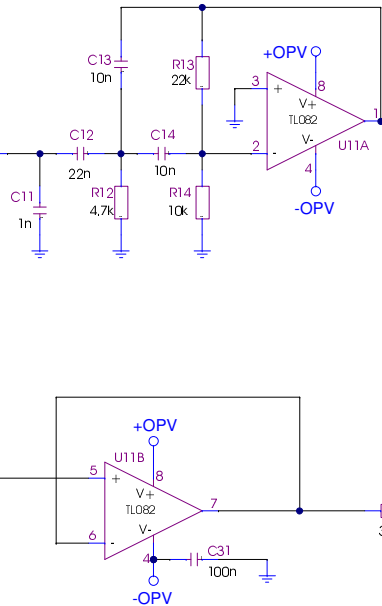 +OPV
C13
10n
R13
22k
3
+
8
V+
TL082
1
C12
C14
2
-
V-
U11A
22n
10n
4
C11
1n
R12
4.7k
R14
10k
-OPV
+OPV
U11B
8
5
+
V+
TL082
7
6
-
V-
4
C31
100n
3
-OPV